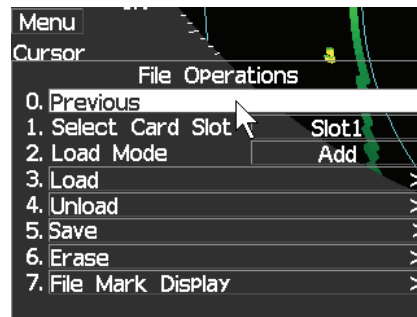 Menu
Cursor
File Operations
0. Previous
1. Select Card Slot Slot1
2. Load Mode Add
3. Load >
4. Unload >
5. Save >
6. Erase >
7. File Mark Display >